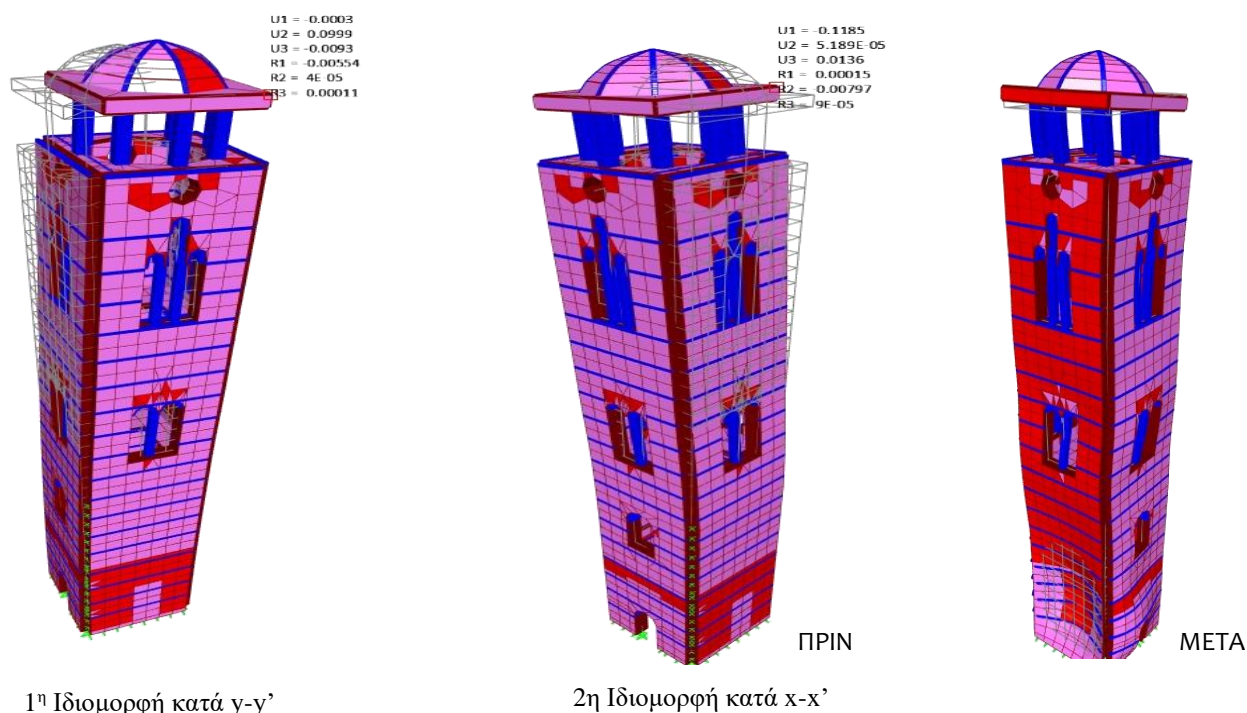 U1 = -0.0003
U2 = 0.0999
U3 = -0.0093
R1 = -0.00554
R2 = 4E-05
R3 = 0.00011
U1 = -0.1185
U2 = 5.189E-05
U3 = 0.0136
R1 = 0.00015
R2 = 0.00797
R3 = 9E-05
ΠΡΙΝ
ΜΕΤΑ
1η Ιδιομορφή κατά y-y’
2η Ιδιομορφή κατά x-x’